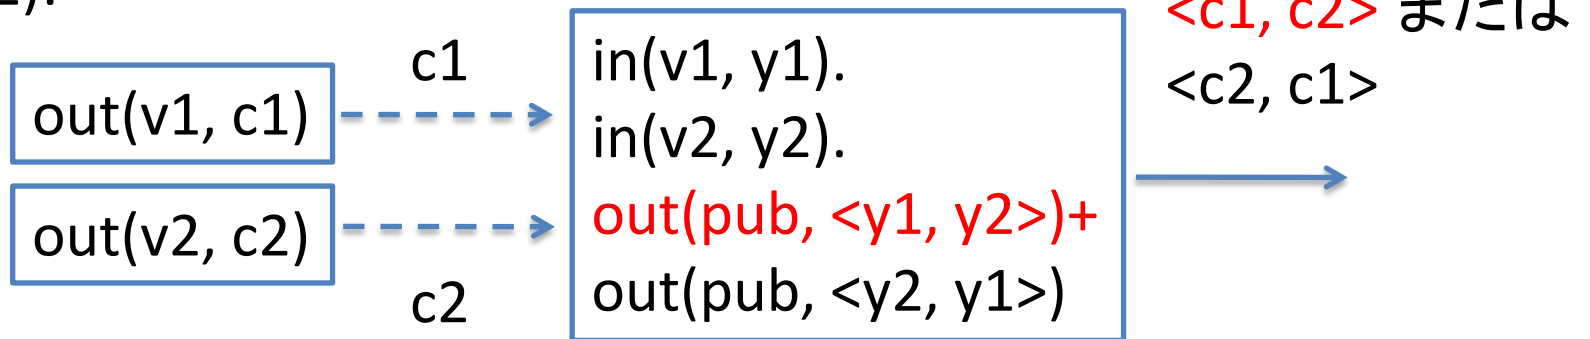 out(v1, c1)
out(v2, c2)
c1
c2
in(v1, y1).
in(v2, y2).
out(pub, <y1, y2>)+
out(pub, <y2, y1>)
<c1, c2> または
<c2, c1>